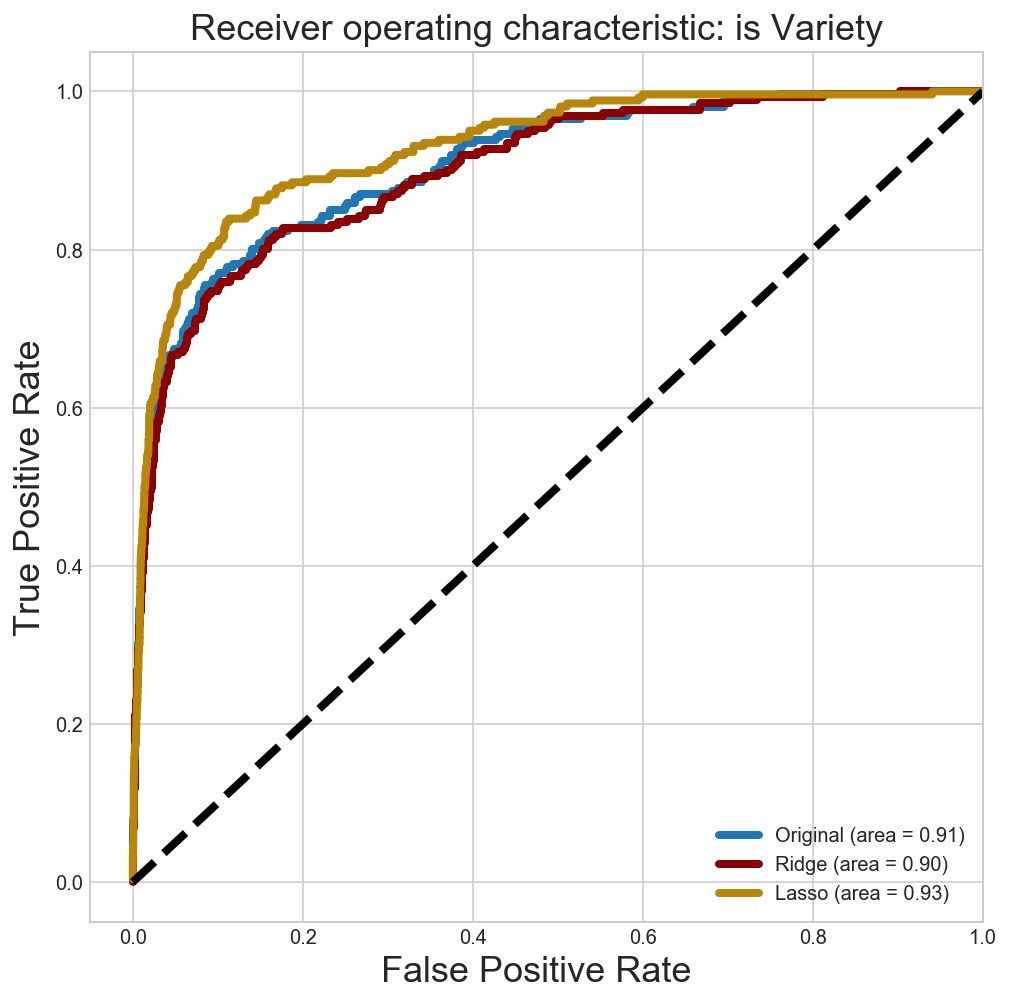 Receiver operating characteristic: is Variety
True Positive Rate
1.0
0.8
0.6
0.4
0.2
0.0
Original (area = 0.91)
Ridge (area = 0.90)
Lasso (area = 0.93)
0.0 0.2 0.4 0.6 0.8 1.0
False Positive Rate